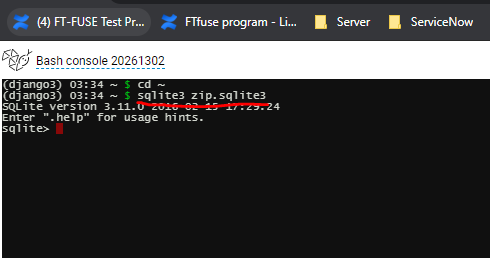 (4) FT-FUSE Test Pr...
FTfuse program - Li...
Server
ServiceNow
Bash console 20261302
(django3) 03:34 ~ $ cd ~
(django3) 03:34 ~ $ sqlite3 zip.sqlite3
SQLite version 3.11.0 2016-02-15 17:29:24
Enter ".help" for usage hints.
sqlite>